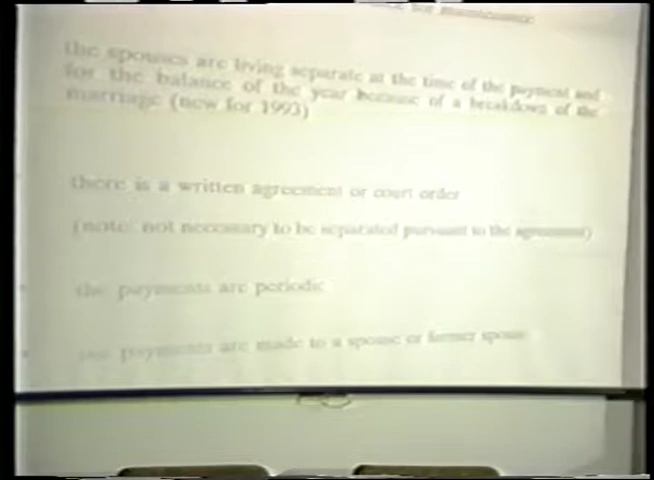 for maintenance
the spouses are living separate at the time of the payment and
for the balance of the year because of a breakdown of the
marriage (new for 1993)
there is a written agreement or court order
(note: not necessary to be separated pursuant to the agreement)
the payments are periodic
payments are made to a spouse or former spouse